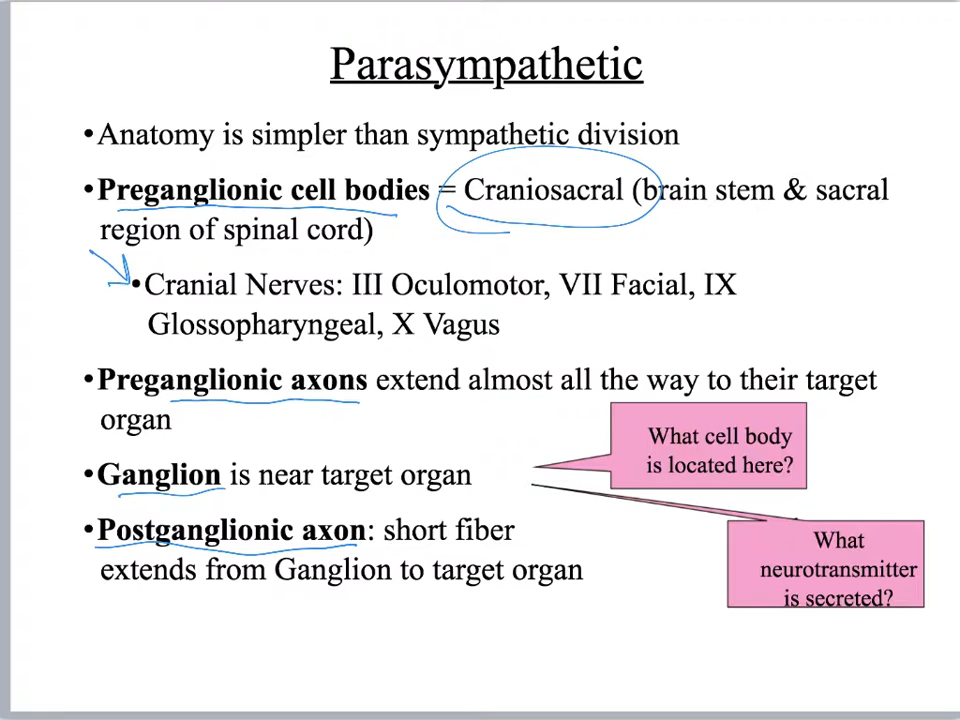 Parasympathetic
•Anatomy is simpler than sympathetic division
•Preganglionic cell bodies = Craniosacral (brain stem & sacral
region of spinal cord)
•Cranial Nerves: III Oculomotor, VII Facial, IX
Glossopharyngeal, X Vagus
•Preganglionic axons extend almost all the way to their target
organ
•Ganglion is near target organ
•Postganglionic axon: short fiber
extends from Ganglion to target organ
What cell body
is located here?
What
neurotransmitter
is secreted?